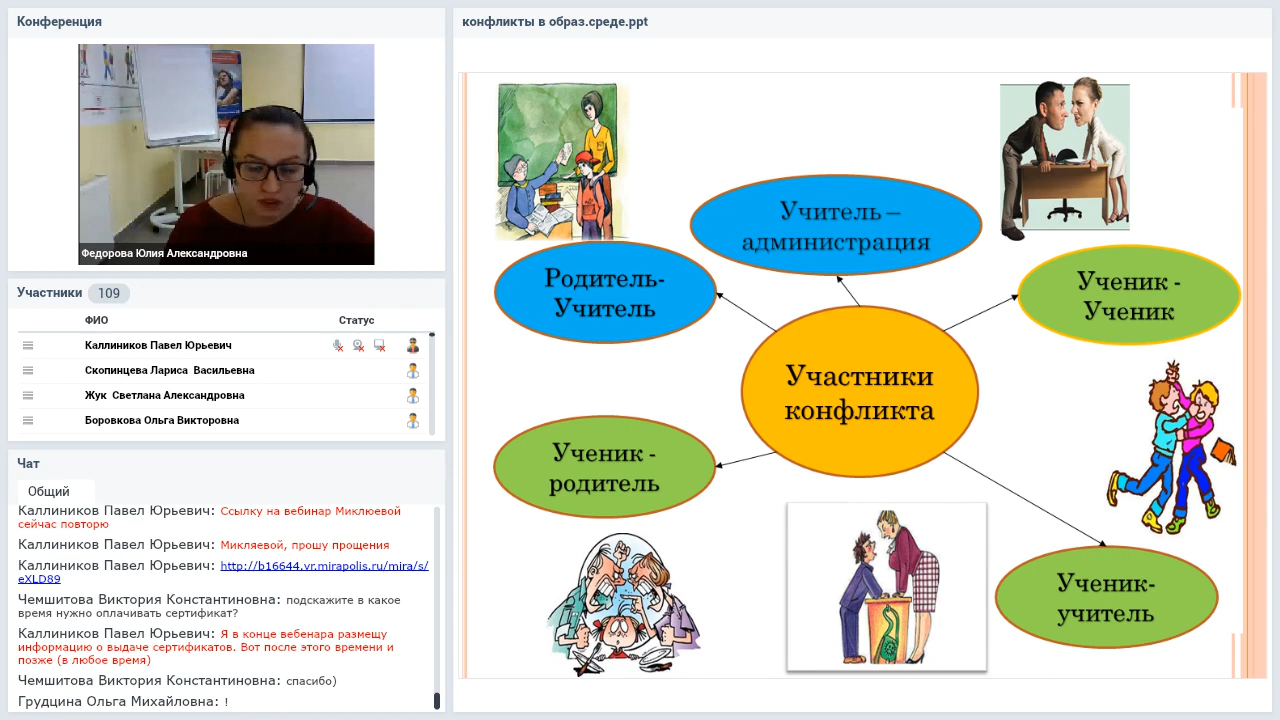 Конференция
Федорова Юлия Александровна
Участники 109
ФИО Статус
Каллиников Павел Юрьевич
Скопинцева Лариса Васильевна
Жук Светлана Александровна
Боровкова Ольга Викторовна
Чат
Общий
Каллиников Павел Юрьевич: Ссылку на вебинар Миклюевой
сейчас повторю
Каллиников Павел Юрьевич: Микляевой, прошу прощения
Каллиников Павел Юрьевич: http://b16644.vr.mirapolis.ru/mira/s/
eXLD89
Чемшитова Виктория Константиновна: подскажите в какое
время нужно оплачивать сертификат?
Каллиников Павел Юрьевич: Я в конце вебенара размещу
информацию о выдаче сертификатов. Вот после этого времени и
позже (в любое время)
Чемшитова Виктория Константиновна: спасибо)
Грудцина Ольга Михайловна: !
конфликты в образ.среде.ppt
Учитель –
администрация
Родитель-
Учитель
Ученик -
Ученик
Участники
конфликта
Ученик -
родитель
Ученик-
учитель